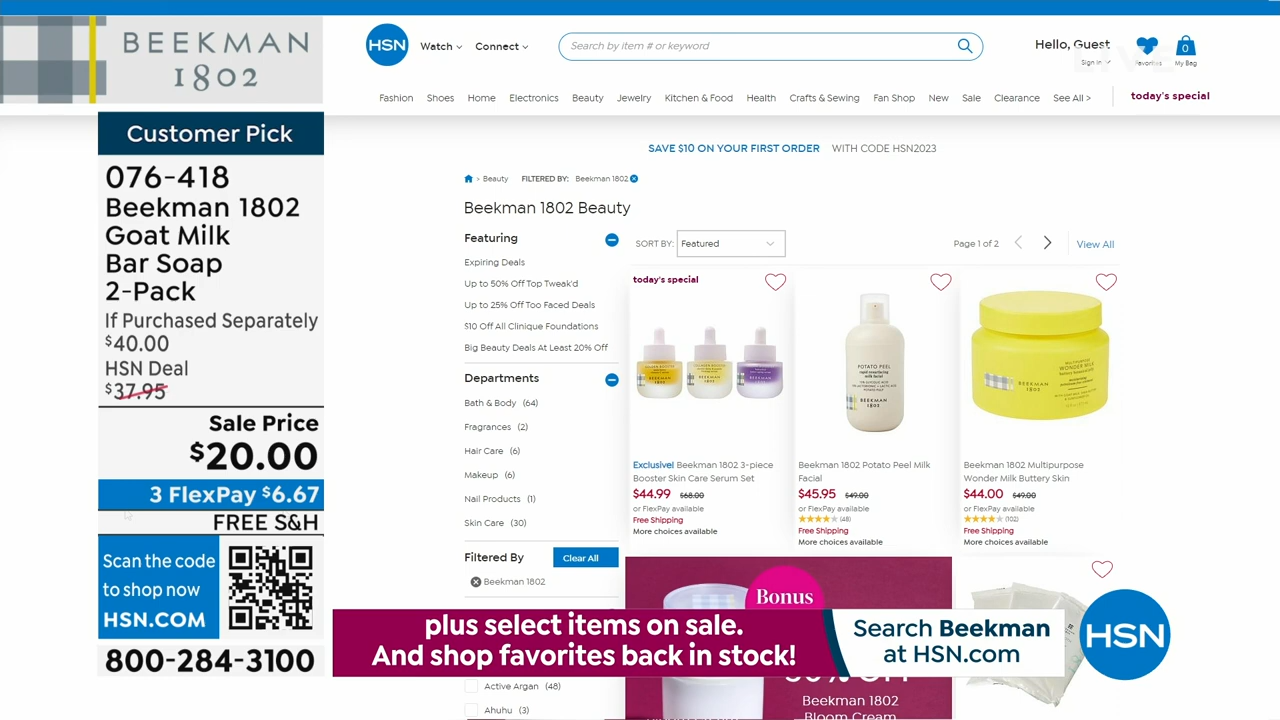 BEEKMAN
1802
Customer Pick
076-418
Beekman 1802
Goat Milk
Bar Soap
2-Pack
If Purchased Separately
$40.00
HSN Deal
$37.95
Sale Price
$20.00
3 FlexPay $6.67
FREE S&H
Scan the code
to shop now
HSN.COM
800-284-3100
HSN
Watch
Connect
Search by item # or keyword
Hello, Guest
Sign In
Favorites
0
My Bag
Fashion Shoes Home Electronics Beauty Jewelry Kitchen & Food Health Crafts & Sewing Fan Shop New Sale Clearance See All > today's special
SAVE $10 ON YOUR FIRST ORDER WITH CODE HSN2023
> Beauty FILTERED BY: Beekman 1802
Beekman 1802 Beauty
Featuring
Expiring Deals
Up to 50% Off Top Tweak'd
Up to 25% Off Too Faced Deals
$10 Off All Clinique Foundations
Big Beauty Deals At Least 20% Off
Departments
Bath & Body (64)
Fragrances (2)
Hair Care (6)
Makeup (6)
Nail Products (1)
Skin Care (30)
Filtered By
Clear All
Beekman 1802
Active Argan (48)
Ahuhu (3)
SORT BY: Featured
Page 1 of 2
View All
today's special
Exclusive! Beekman 1802 3-piece
Booster Skin Care Serum Set
$44.99 $68.00
or FlexPay available
Free Shipping
More choices available
POTATO PEEL
BEEKMAN
1802
Beekman 1802 Potato Peel Milk
Facial
$45.95 $49.00
or FlexPay available
(48)
Free Shipping
More choices available
WONDER MILK
BEEKMAN
1802
Beekman 1802 Multipurpose
Wonder Milk Buttery Skin
$44.00 $49.00
or FlexPay available
(102)
Free Shipping
More choices available
Bonus
Beekman 1802
Bloom Cream
plus select items on sale.
And shop favorites back in stock!
Search Beekman
at HSN.com
HSN